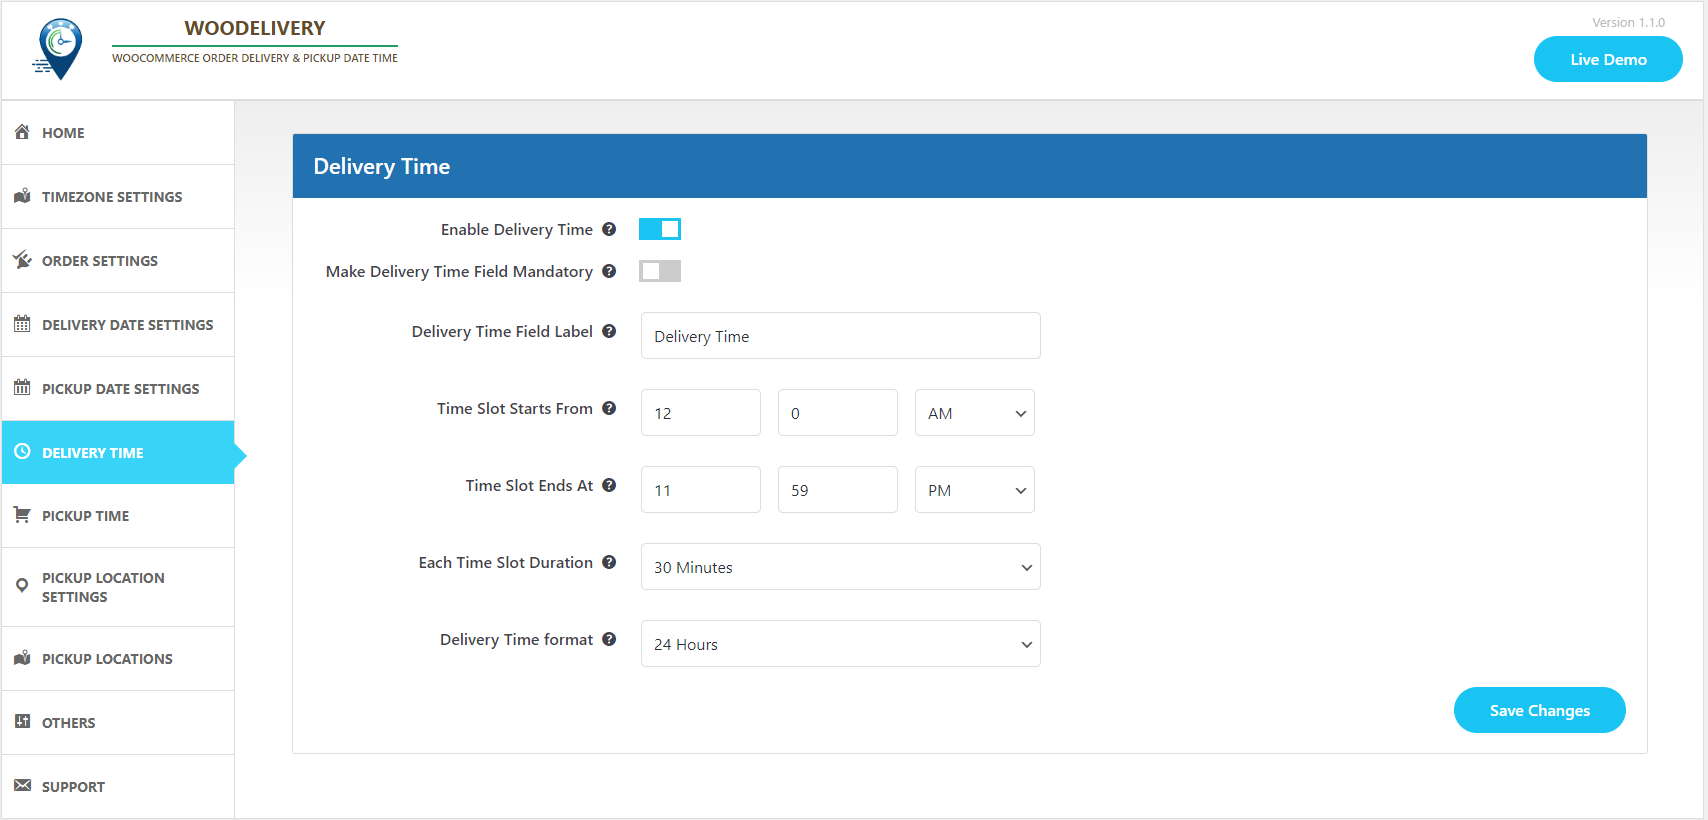 WOODELIVERY
WOOCOMMERCE ORDER DELIVERY & PICKUP DATE TIME
Version 1.1.0
Live Demo
HOME
TIMEZONE SETTINGS
ORDER SETTINGS
DELIVERY DATE SETTINGS
PICKUP DATE SETTINGS
DELIVERY TIME
PICKUP TIME
PICKUP LOCATION
SETTINGS
PICKUP LOCATIONS
OTHERS
SUPPORT
Delivery Time
Enable Delivery Time ?
Make Delivery Time Field Mandatory ?
Delivery Time Field Label ? Delivery Time
Time Slot Starts From ? 12 0 AM
Time Slot Ends At ? 11 59 PM
Each Time Slot Duration ? 30 Minutes
Delivery Time format ? 24 Hours
Save Changes